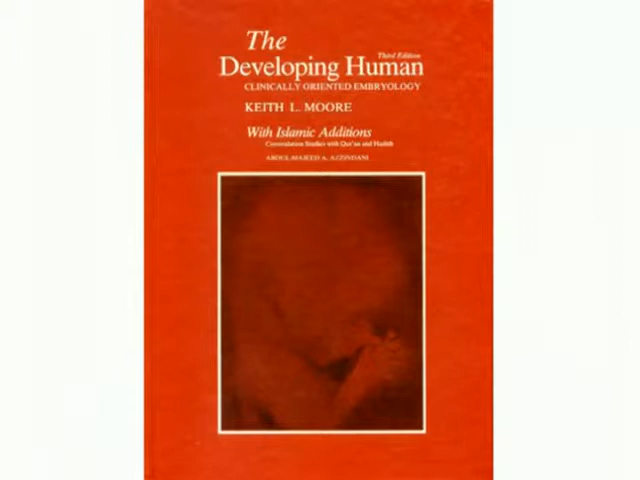 The
Third Edition
Developing Human
CLINICALLY ORIENTED EMBRYOLOGY
KEITH L. MOORE
With Islamic Additions
Correulation Studies with Qur'an and Hadith
ABDUL-MAJEED A. AZZINDANI